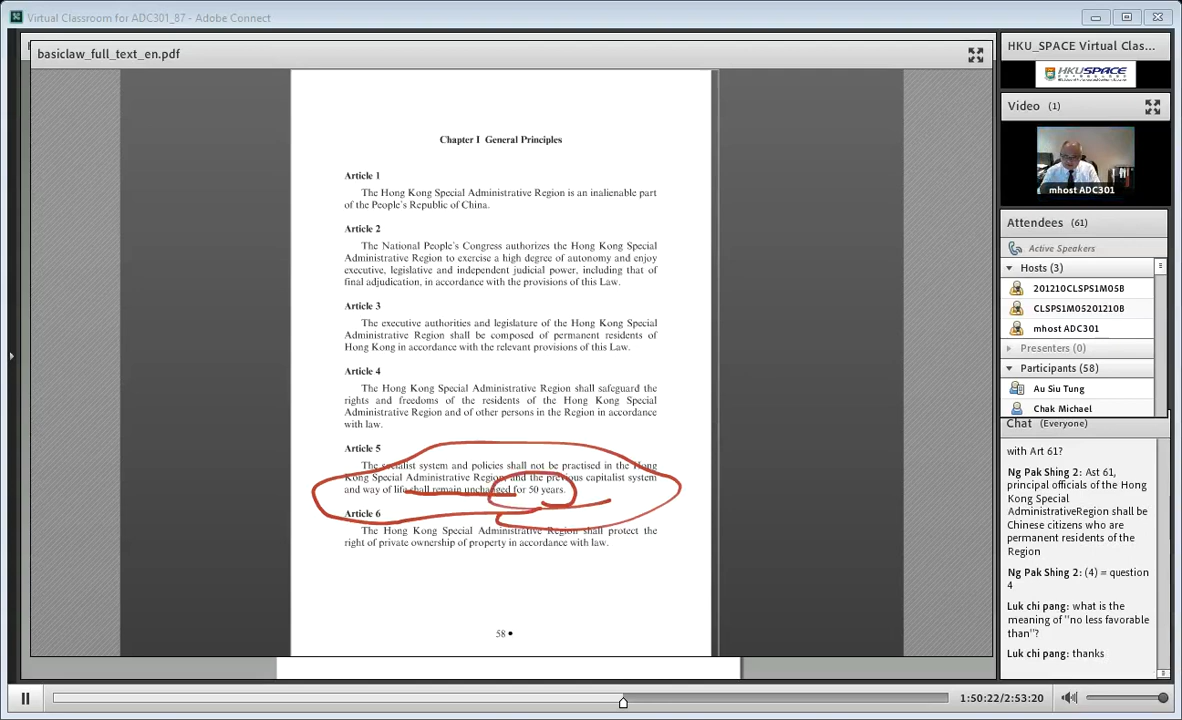 Virtual Classroom for ADC301_87 - Adobe Connect
basiclaw_full_text_en.pdf
Chapter I General Principles
Article 1
The Hong Kong Special Administrative Region is an inalienable part
of the People's Republic of China.
Article 2
The National People's Congress authorizes the Hong Kong Special
Administrative Region to exercise a high degree of autonomy and enjoy
executive, legislative and independent judicial power, including that of
final adjudication, in accordance with the provisions of this Law.
Article 3
The executive authorities and legislature of the Hong Kong Special
Administrative Region shall be composed of permanent residents of
Hong Kong in accordance with the relevant provisions of this Law.
Article 4
The Hong Kong Special Administrative Region shall safeguard the
rights and freedoms of the residents of the Hong Kong Special
Administrative Region and of other persons in the Region in accordance
with law.
Article 5
The socialist system and policies shall not be practised in the Hong
Kong Special Administrative Region, and the previous capitalist system
and way of life shall remain unchanged for 50 years.
Article 6
The Hong Kong Special Administrative Region shall protect the
right of private ownership of property in accordance with law.
58 ●
HKU_SPACE Virtual Clas...
HKUSPACE
Video (1)
mhost ADC301
Attendees (61)
Active Speakers
Hosts (3)
201210CLSPS1M05B
CLSPS1M05201210B
mhost ADC301
Presenters (0)
Participants (58)
Au Siu Tung
Chak Michael
Chat (Everyone)
with Art 61?
Ng Pak Shing 2: Ast 61,
principal officials of the Hong
Kong Special
AdministrativeRegion shall be
Chinese citizens who are
permanent residents of the
Region
Ng Pak Shing 2: (4) = question
4
Luk chi pang: what is the
meaning of "no less favorable
than"?
Luk chi pang: thanks
1:50:22/2:53:20